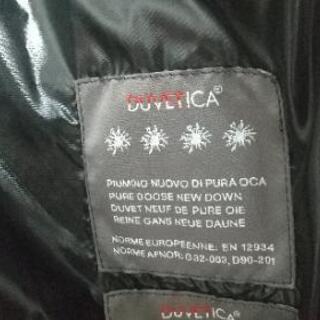 DUVETICA®
PIUMINO NUOVO DI PURA OCA
PURE GOOSE NEW DOWN
DUVET NEUF DE PURE OIE
REINE GANS NEUE DAUNE
NORME EUROPEENNE: EN 12934
NORME AFNOR: G32-003, D90-201
DUVETICA®